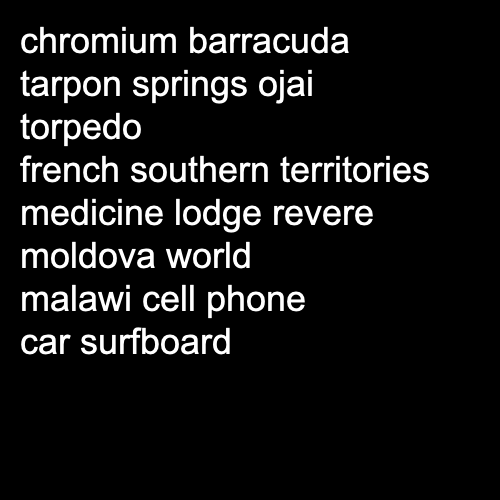 chromium barracuda
tarpon springs ojai
torpedo
french southern territories
medicine lodge revere
moldova world
malawi cell phone
car surfboard